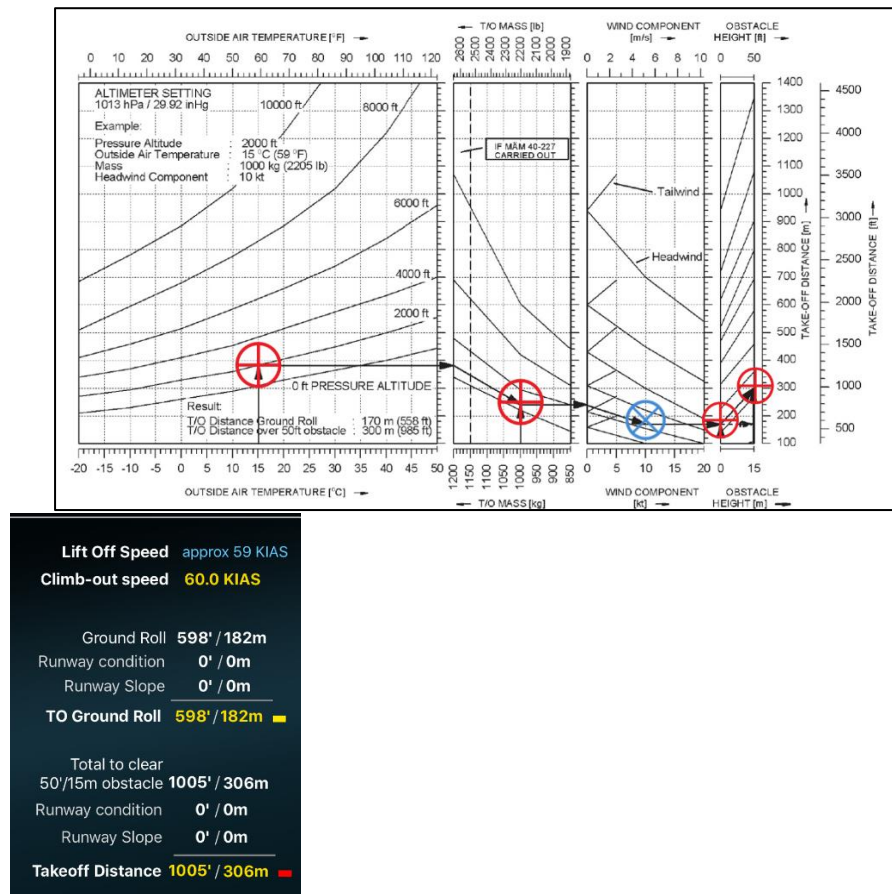 OUTSIDE AIR TEMPERATURE [°F]
T/O MASS [lb]
WIND COMPONENT [m/s]
OBSTACLE HEIGHT [ft]
0 10 20 30 40 50 60 70 80 90 100 110 120
2600 2500 2400 2300 2200 2100 2000 1900
0 5 10
0 50
ALTIMETER SETTING
1013 hPa / 29.92 inHg
Example:
Pressure Altitude : 2000 ft
Outside Air Temperature : 15 °C (59 °F)
Mass : 1000 kg (2205 lb)
Headwind Component : 10 kt
10000 ft
8000 ft
6000 ft
4000 ft
2000 ft
0 ft PRESSURE ALTITUDE
Result:
T/O Distance Ground Roll : 170 m (558 ft)
T/O Distance over 50ft obstacle : 300 m (985 ft)
IF MÄM 40-227
CARRIED OUT
Tailwind
Headwind
1400
1300
1200
1100
1000
900
800
700
600
500
400
300
200
100
TAKE-OFF DISTANCE [m]
4500
4000
3500
3000
2500
2000
1500
1000
500
TAKE-OFF DISTANCE [ft]
-20 -15 -10 -5 0 5 10 15 20 25 30 35 40 45 50
1200 1150 1100 1050 1000 950 900 850
0 5 10 15 20
0 15
OUTSIDE AIR TEMPERATURE [°C]
T/O MASS [kg]
WIND COMPONENT [kt]
OBSTACLE HEIGHT [m]
Lift Off Speed approx 59 KIAS
Climb-out speed 60.0 KIAS
Ground Roll 598' / 182m
Runway condition 0' / 0m
Runway Slope 0' / 0m
TO Ground Roll 598' / 182m
Total to clear
50'/15m obstacle 1005' / 306m
Runway condition 0' / 0m
Runway Slope 0' / 0m
Takeoff Distance 1005' / 306m